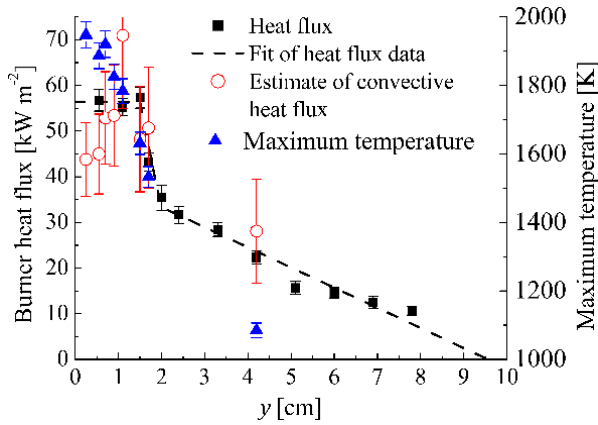 Heat flux
Fit of heat flux data
Estimate of convective
heat flux
Maximum temperature
Burner heat flux [kW m-2]
70
60
50
40
30
20
10
0
2000
1800
1600
1400
1200
1000
Maximum temperature [K]
0 1 2 3 4 5 6 7 8 9 10
y [cm]